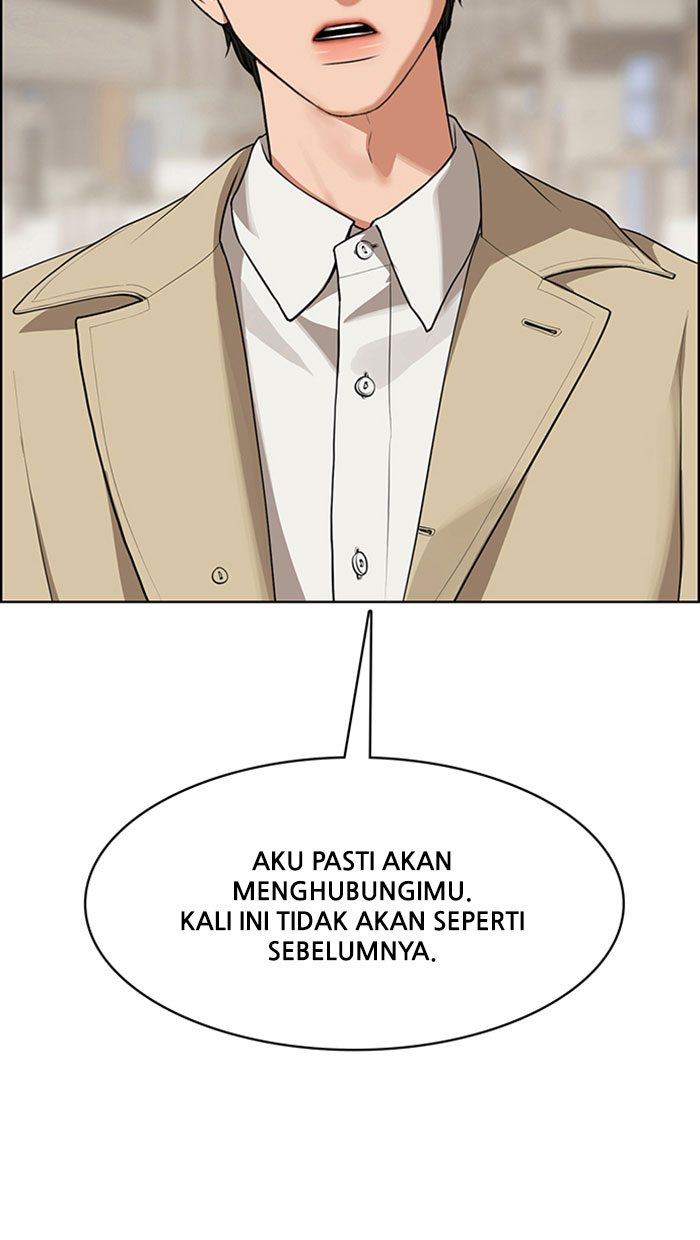 AKU PASTI AKAN
MENGHUBUNGIMU.
KALI INI TIDAK AKAN SEPERTI
SEBELUMNYA.